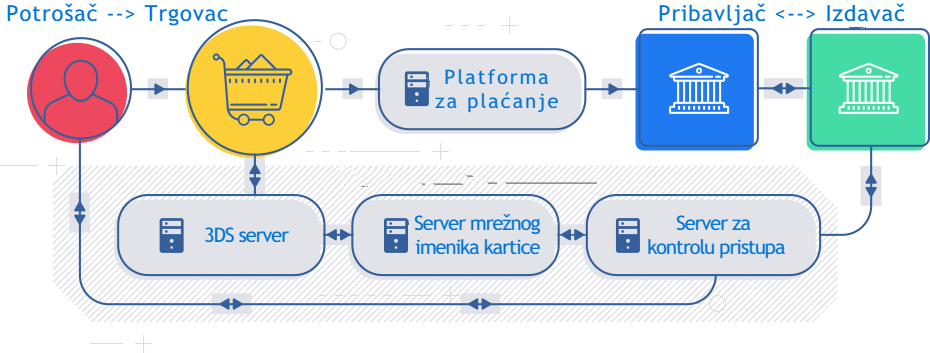 Potrošač --> Trgovac
Pribavljač <--> Izdavač
Platforma
za plaćanje
3DS server
Server mrežnog
imenika kartice
Server za
kontrolu pristupa